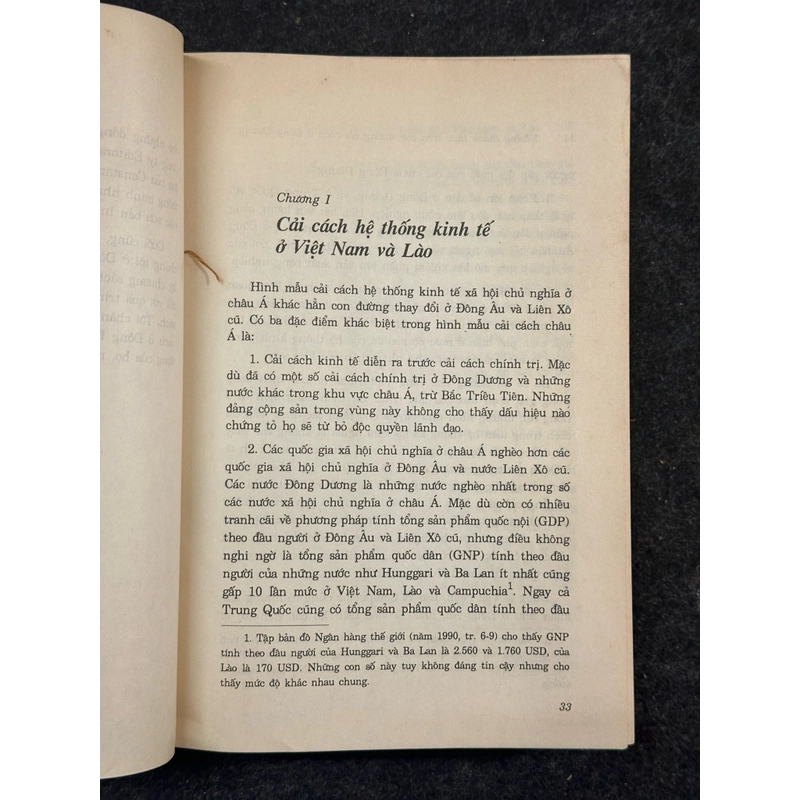 Chương I
Cải cách hệ thống kinh tế
ở Việt Nam và Lào
Hình mẫu cải cách hệ thống kinh tế xã hội chủ nghĩa ở
châu Á khác hẳn con đường thay đổi ở Đông Âu và Liên Xô
cũ. Có ba đặc điểm khác biệt trong hình mẫu cải cách châu
Á là:
1. Cải cách kinh tế diễn ra trước cải cách chính trị. Mặc
dù đã có một số cải cách chính trị ở Đông Dương và những
nước khác trong khu vực châu Á, trừ Bắc Triều Tiên. Những
đảng cộng sản trong vùng này không cho thấy dấu hiệu nào
chứng tỏ họ sẽ từ bỏ độc quyền lãnh đạo.
2. Các quốc gia xã hội chủ nghĩa ở châu Á nghèo hơn các
quốc gia xã hội chủ nghĩa ở Đông Âu và nước Liên Xô cũ.
Các nước Đông Dương là những nước nghèo nhất trong số
các nước xã hội chủ nghĩa ở châu Á. Mặc dù còn có nhiều
tranh cãi về phương pháp tính tổng sản phẩm quốc nội (GDP)
theo đầu người ở Đông Âu và Liên Xô cũ, nhưng điều không
nghi ngờ là tổng sản phẩm quốc dân (GNP) tính theo đầu
người của những nước như Hunggari và Ba Lan ít nhất cũng
gấp 10 lần mức ở Việt Nam, Lào và Campuchia1. Ngay cả
Trung Quốc cũng có tổng sản phẩm quốc dân tính theo đầu
1. Tập bản đồ Ngân hàng thế giới (năm 1990, tr. 6-9) cho thấy GNP
tính theo đầu người của Hunggari và Ba Lan là 2.560 và 1.760 USD, của
Lào là 170 USD. Những con số này tuy không đáng tin cậy nhưng cho
thấy mức độ khác nhau chung.
33